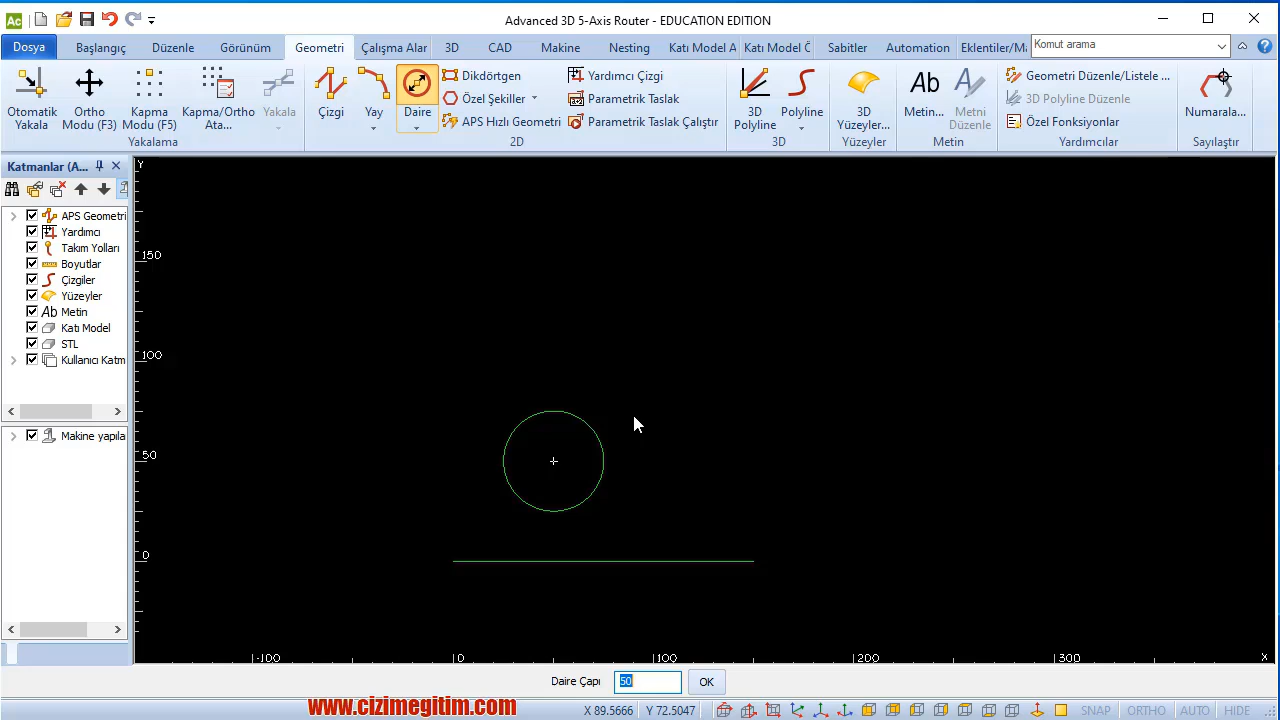 Advanced 3D 5-Axis Router - EDUCATION EDITION
Dosya Başlangıç Düzenle Görünüm Geometri Çalışma Alar 3D CAD Makine Nesting Katı Model A Katı Model Ç Sabitler Automation Eklentiler/Ma Komut arama
Otomatik Yakala
Ortho Modu (F3)
Kapma Modu (F5)
Kapma/Ortho Ata...
Yakala
Yakalama
Çizgi
Yay
Daire
Dikdörtgen
Özel Şekiller
APS Hızlı Geometri
Yardımcı Çizgi
Parametrik Taslak
Parametrik Taslak Çalıştır
2D
3D Polyline
Polyline
3D
3D Yüzeyler...
Yüzeyler
Metin...
Metni Düzenle
Metin
Geometri Düzenle/Listele ...
3D Polyline Düzenle
Özel Fonksiyonlar
Yardımcılar
Numarala...
Sayılaştır
Katmanlar (A...
APS Geometri
Yardımcı
Takım Yolları
Boyutlar
Çizgiler
Yüzeyler
Metin
Katı Model
STL
Kullanıcı Katm
Makine yapıla
Y
150
100
50
0
-100 0 100 200 300 X
Daire Çapı 50 OK
www.cizimegitim.com
X 89.5666 Y 72.5047 SNAP ORTHO AUTO HIDE